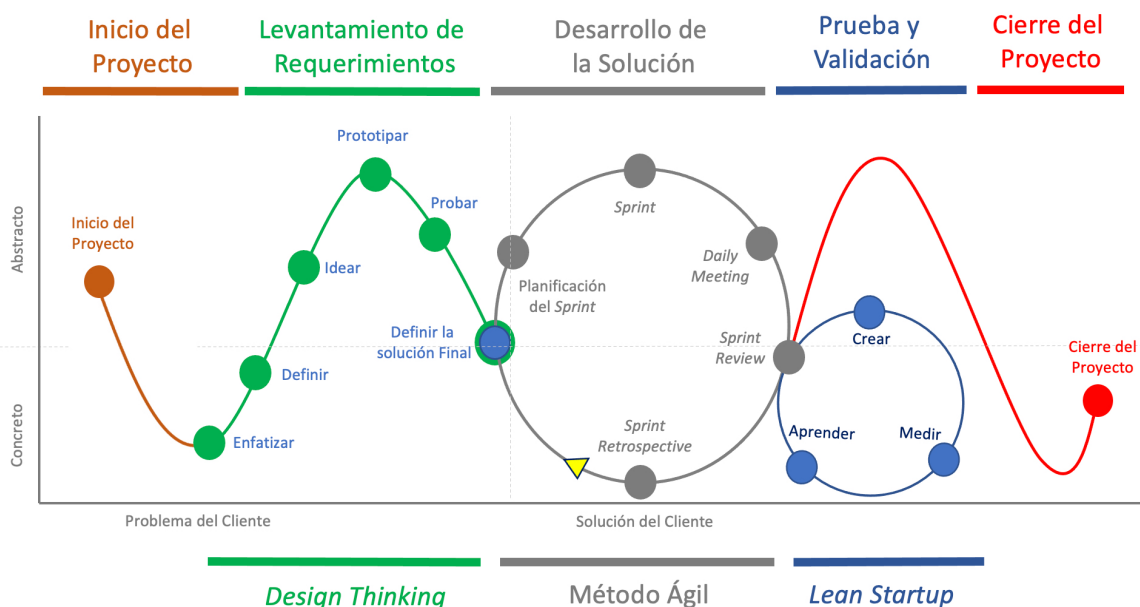 Inicio del
Proyecto
Levantamiento de
Requerimientos
Desarrollo de
la Solución
Prueba y
Validación
Cierre del
Proyecto
Abstracto
Concreto
Inicio del
Proyecto
Prototipar
Probar
Idear
Definir
Enfatizar
Definir la
solución Final
Sprint
Planificación
del Sprint
Daily
Meeting
Sprint
Review
Sprint
Retrospective
Crear
Aprender
Medir
Cierre del
Proyecto
Problema del Cliente
Solución del Cliente
Design Thinking
Método Ágil
Lean Startup